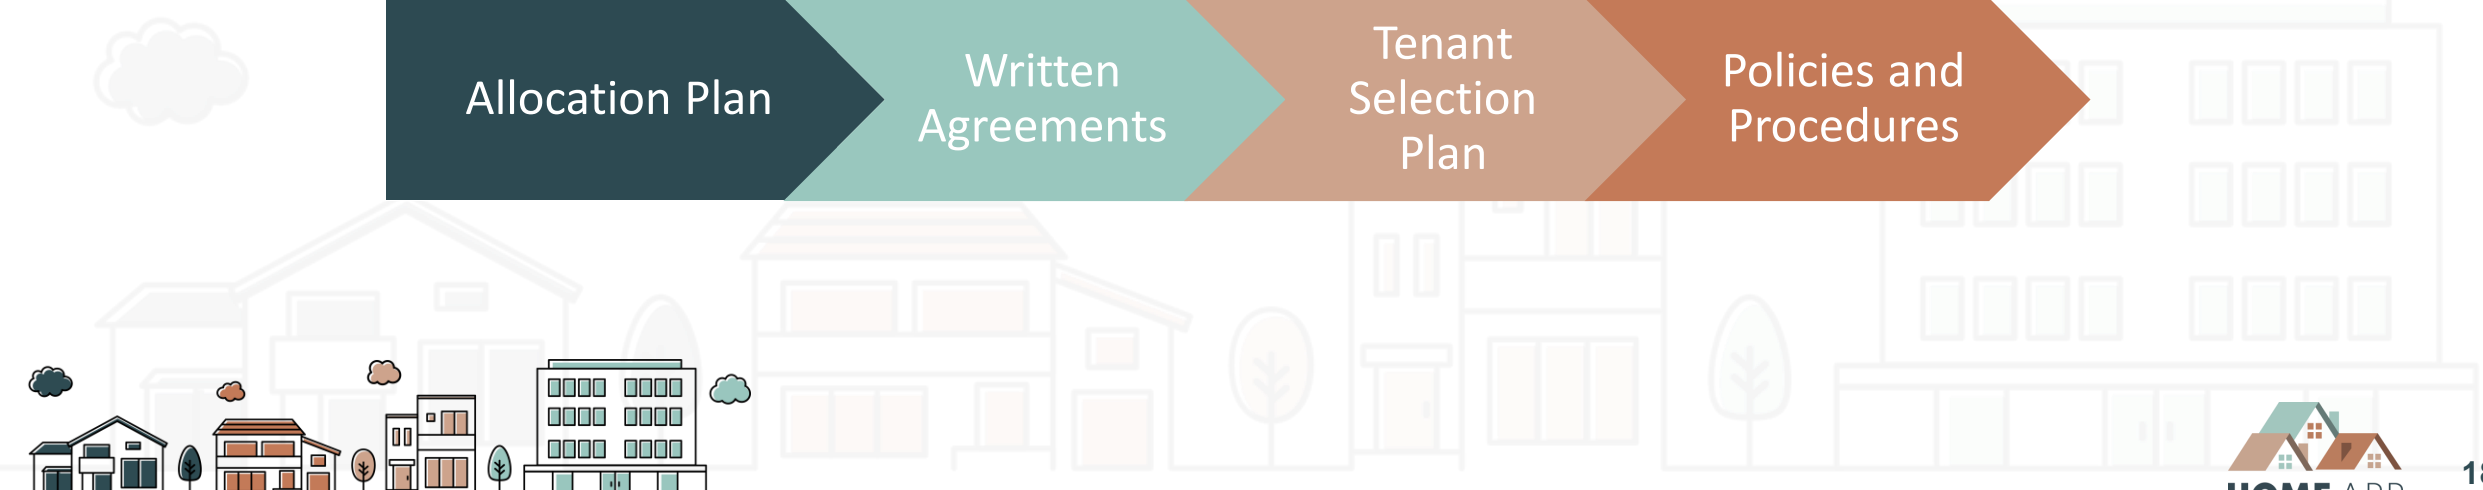 Allocation Plan
Written
Agreements
Tenant
Selection
Plan
Policies and
Procedures